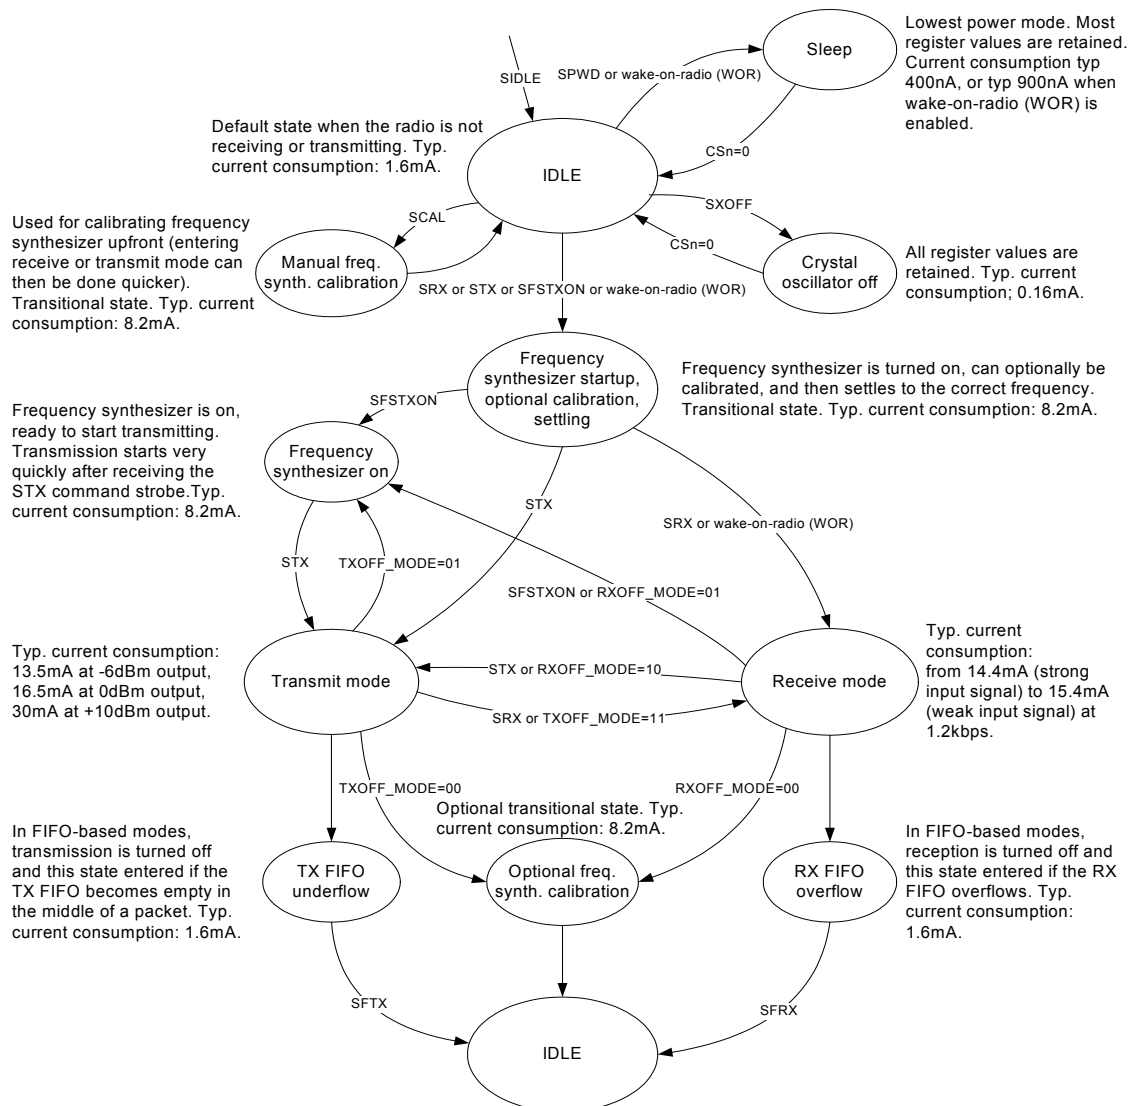 Lowest power mode. Most
register values are retained.
Current consumption typ
400nA, or typ 900nA when
wake-on-radio (WOR) is
enabled.
Sleep
SIDLE
SPWD or wake-on-radio (WOR)
Default state when the radio is not
receiving or transmitting. Typ.
current consumption: 1.6mA.
CSn=0
IDLE
Used for calibrating frequency
synthesizer upfront (entering
receive or transmit mode can
then be done quicker).
Transitional state. Typ. current
consumption: 8.2mA.
SCAL
SXOFF
CSn=0
Manual freq.
synth. calibration
Crystal
oscillator off
All register values are
retained. Typ. current
consumption; 0.16mA.
SRX or STX or SFSTXON or wake-on-radio (WOR)
Frequency
synthesizer startup,
optional calibration,
settling
Frequency synthesizer is turned on, can optionally be
calibrated, and then settles to the correct frequency.
Transitional state. Typ. current consumption: 8.2mA.
SFSTXON
Frequency synthesizer is on,
ready to start transmitting.
Transmission starts very
quickly after receiving the
STX command strobe.Typ.
current consumption: 8.2mA.
Frequency
synthesizer on
STX
SRX or wake-on-radio (WOR)
STX
TXOFF_MODE=01
SFSTXON or RXOFF_MODE=01
Typ. current consumption:
13.5mA at -6dBm output,
16.5mA at 0dBm output,
30mA at +10dBm output.
Transmit mode
STX or RXOFF_MODE=10
SRX or TXOFF_MODE=11
Receive mode
Typ. current
consumption:
from 14.4mA (strong
input signal) to 15.4mA
(weak input signal) at
1.2kbps.
TXOFF_MODE=00
RXOFF_MODE=00
Optional transitional state. Typ.
current consumption: 8.2mA.
In FIFO-based modes,
transmission is turned off
and this state entered if the
TX FIFO becomes empty in
the middle of a packet. Typ.
current consumption: 1.6mA.
TX FIFO
underflow
Optional freq.
synth. calibration
RX FIFO
overflow
In FIFO-based modes,
reception is turned off and
this state entered if the RX
FIFO overflows. Typ.
current consumption:
1.6mA.
SFTX
SFRX
IDLE